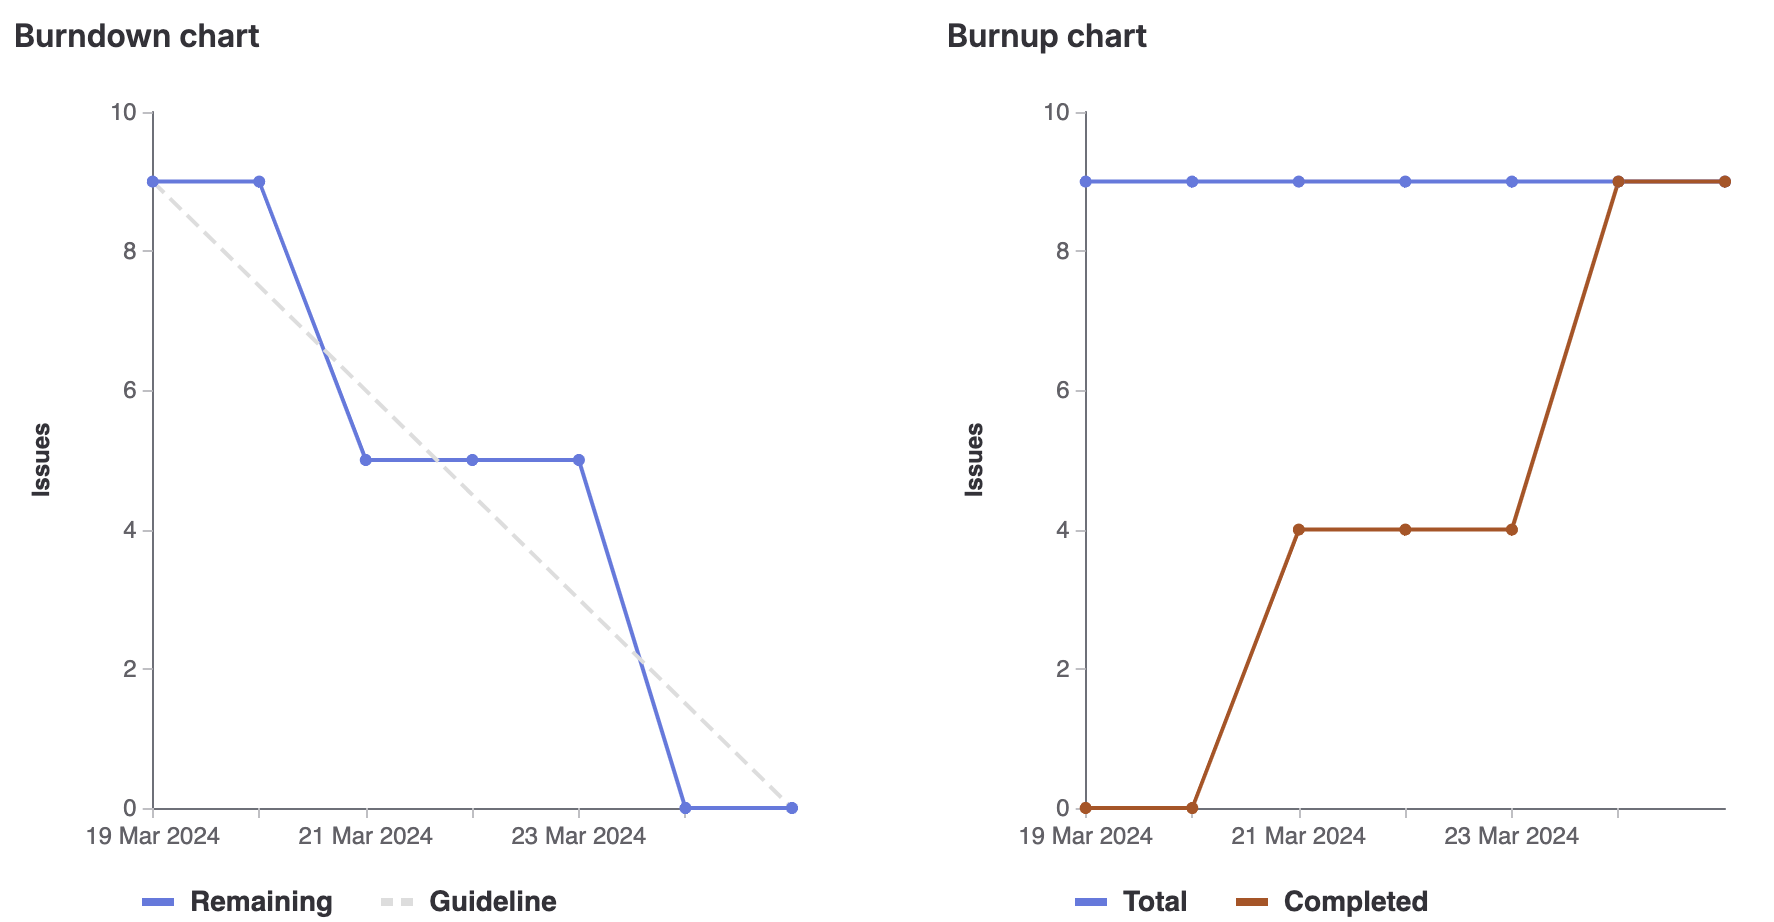 Burndown chart
10
8
6
4
2
0
Issues
19 Mar 2024
21 Mar 2024
23 Mar 2024
Remaining
Guideline
Burnup chart
10
8
6
4
2
0
Issues
19 Mar 2024
21 Mar 2024
23 Mar 2024
Total
Completed